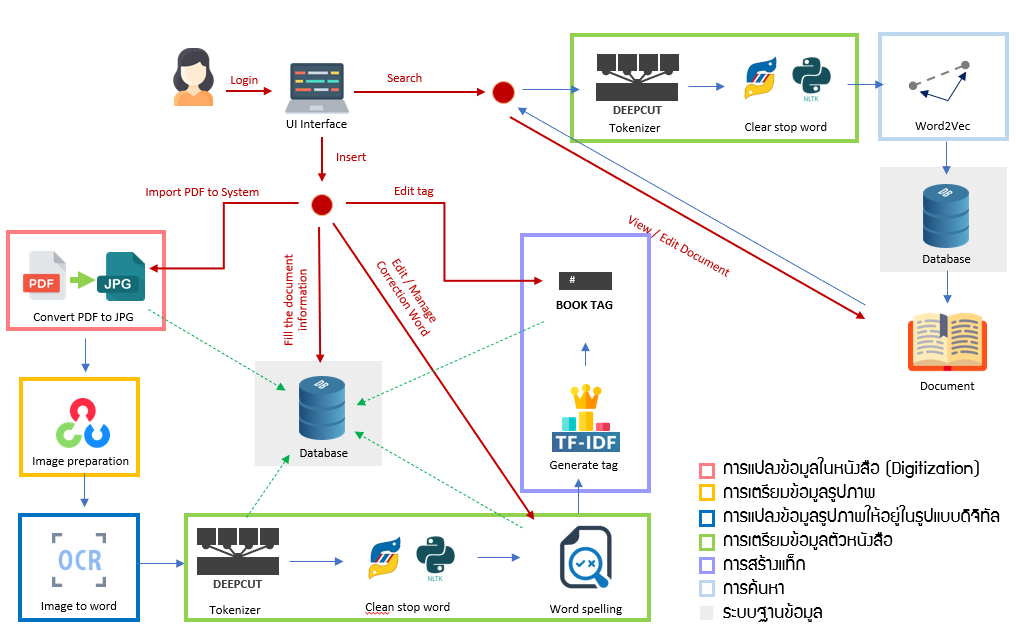 Login
Search
UI Interface
DEEPCUT
Tokenizer
NLTK
Clear stop word
Word2Vec
Insert
Import PDF to System
Edit tag
DB
Database
View / Edit Document
PDF
JPG
Convert PDF to JPG
Fill the document
information
Edit / Manage
Correction Word
#
BOOK TAG
Document
DB
Database
TF-IDF
Generate tag
Image preparation
OCR
Image to word
DEEPCUT
Tokenizer
NLTK
Clean stop word
Word spelling
การแปลงข้อมูลในหนังสือ (Digitization)
การเตรียมข้อมูลรูปภาพ
การแปลงข้อมูลรูปภาพให้อยู่ในรูปแบบดิจิทัล
การเตรียมข้อมูลตัวหนังสือ
การสร้างแท็ก
การค้นหา
ระบบฐานข้อมูล